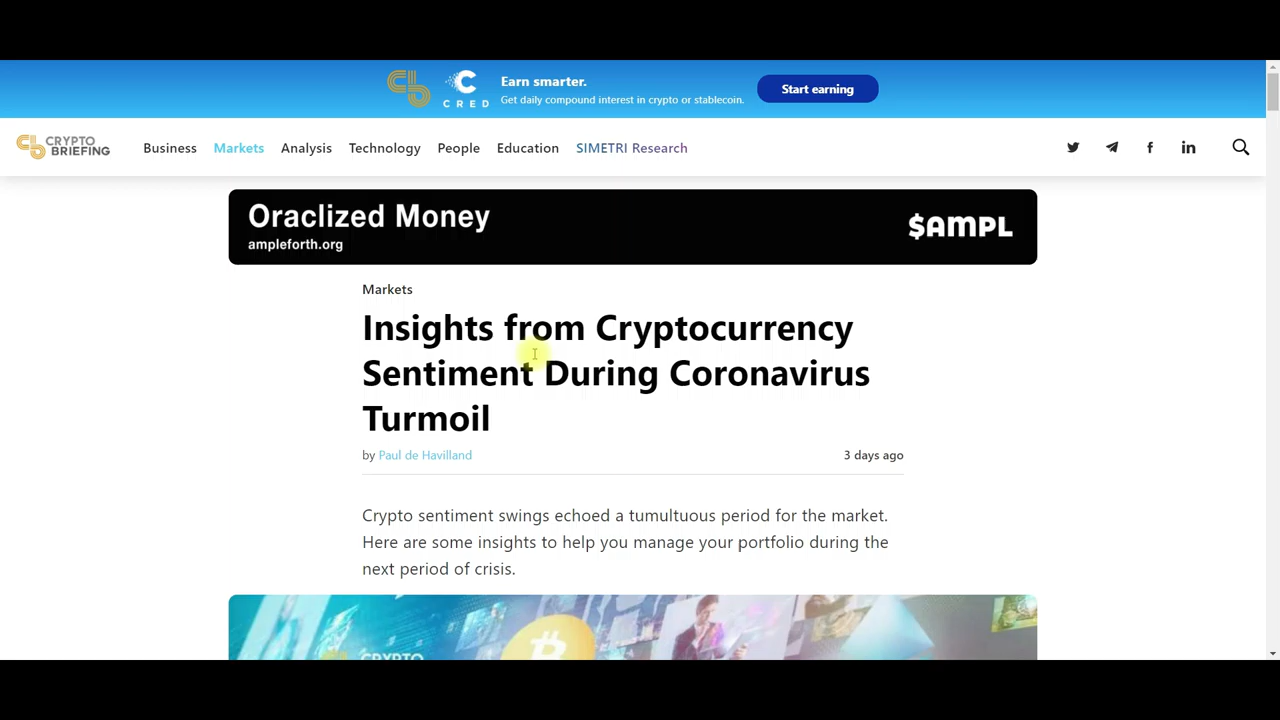 Earn smarter.
CRED
Get daily compound interest in crypto or stablecoin.
Start earning
CRYPTO
BRIEFING
Business
Markets
Analysis
Technology
People
Education
SIMETRI Research
Oraclized Money
ampleforth.org
$AMPL
Markets
Insights from Cryptocurrency
Sentiment During Coronavirus
Turmoil
by Paul de Havilland
3 days ago
Crypto sentiment swings echoed a tumultuous period for the market.
Here are some insights to help you manage your portfolio during the
next period of crisis.
CRYPTO